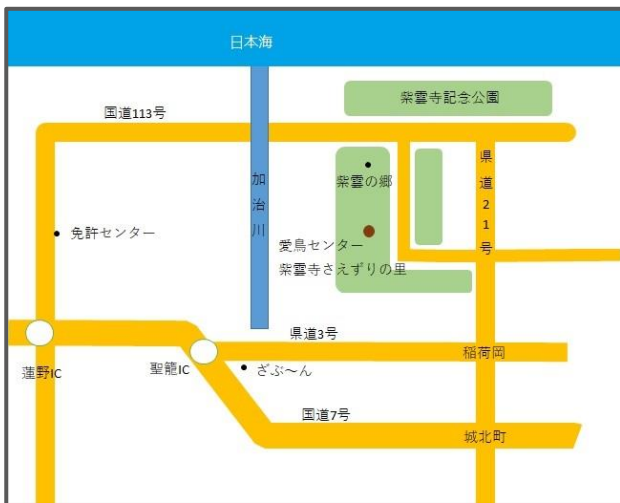 日本海
紫雲寺記念公園
国道113号
県道21号
加治川
紫雲の郷
免許センター
愛鳥センター
紫雲寺さえずりの里
県道3号
稲荷岡
蓮野IC
聖籠IC
ざぶ～ん
国道7号
城北町